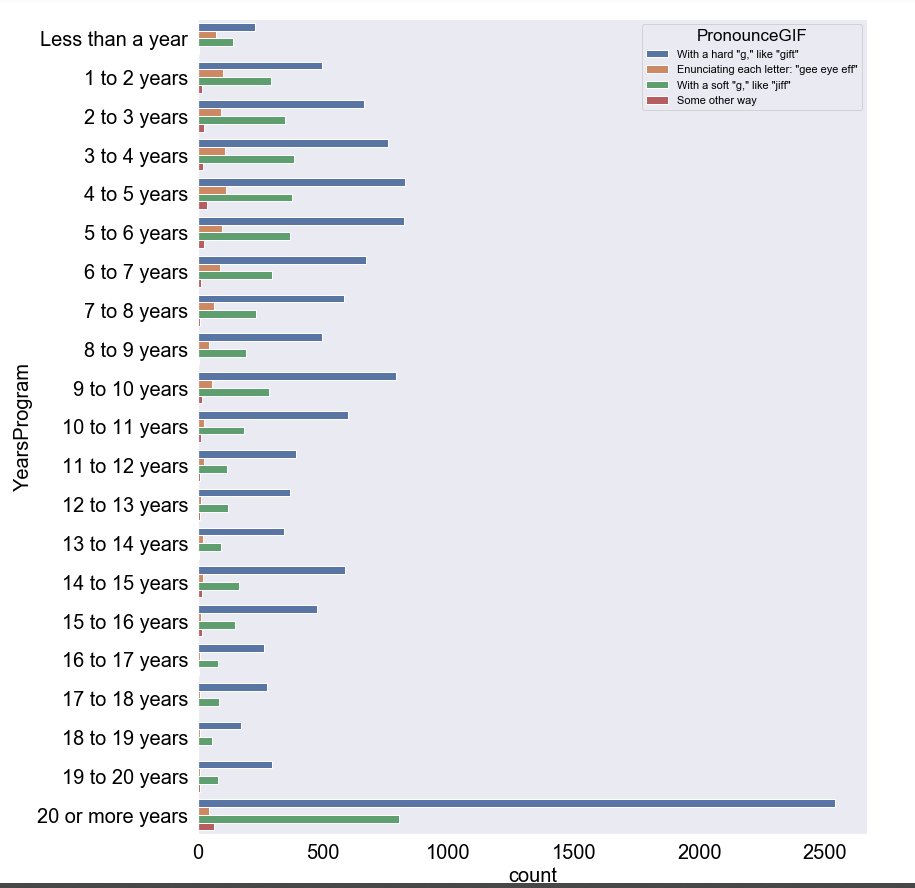 PronounceGIF
With a hard "g," like "gift"
Enunciating each letter: "gee eye eff"
With a soft "g," like "jiff"
Some other way
YearsProgram
Less than a year
1 to 2 years
2 to 3 years
3 to 4 years
4 to 5 years
5 to 6 years
6 to 7 years
7 to 8 years
8 to 9 years
9 to 10 years
10 to 11 years
11 to 12 years
12 to 13 years
13 to 14 years
14 to 15 years
15 to 16 years
16 to 17 years
17 to 18 years
18 to 19 years
19 to 20 years
20 or more years
0 500 1000 1500 2000 2500
count